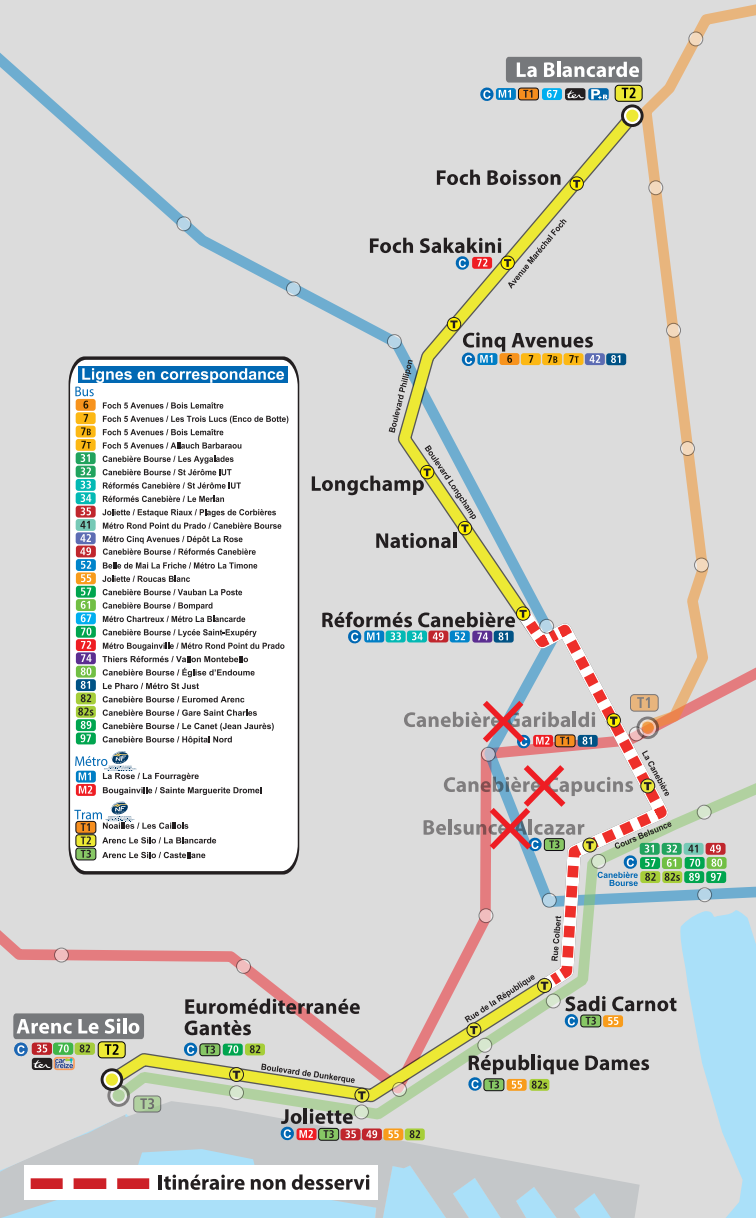 La Blancarde
C M1 T1 67 ter P+R T2
Foch Boisson
Foch Sakakini
C 72
Avenue Maréchal Foch
Cinq Avenues
C M1 6 7 7B 7T 42 81
Boulevard Phillipon
Boulevard Longchamp
Longchamp
National
Réformés Canebière
C M1 33 34 49 52 74 81
T1
Canebière Garibaldi
C M2 T1 81
La Canebière
Canebière Capucins
Belsunce Alcazar
C T3
Cours Belsunce
31 32 41 49
C 57 61 70 80
Canebière
Bourse
82 82s 89 97
Rue Colbert
Sadi Carnot
C T3 55
Rue de la République
République Dames
C T3 55 82s
Euroméditerranée
Gantès
C T3 70 82
Boulevard de Dunkerque
Joliette
C M2 T3 35 49 55 82
Arenc Le Silo
C 35 70 82 T2
ter
T3
Lignes en correspondance
Bus
6 Foch 5 Avenues / Bois Lemaître
7 Foch 5 Avenues / Les Trois Lucs (Enco de Botte)
7B Foch 5 Avenues / Bois Lemaître
7T Foch 5 Avenues / Allauch Barbaraou
31 Canebière Bourse / Les Aygalades
32 Canebière Bourse / St Jérôme IUT
33 Réformés Canebière / St Jérôme IUT
34 Réformés Canebière / Le Merlan
35 Joliette / Estaque Riaux / Plages de Corbières
41 Métro Rond Point du Prado / Canebière Bourse
42 Métro Cinq Avenues / Dépôt La Rose
49 Canebière Bourse / Réformés Canebière
52 Belle de Mai La Friche / Métro La Timone
55 Joliette / Roucas Blanc
57 Canebière Bourse / Vauban La Poste
61 Canebière Bourse / Bompard
67 Métro Chartreux / Métro La Blancarde
70 Canebière Bourse / Lycée Saint-Exupéry
72 Métro Bougainville / Métro Rond Point du Prado
74 Thiers Réformés / Vallon Montebello
80 Canebière Bourse / Église d'Endoume
81 Le Pharo / Métro St Just
82 Canebière Bourse / Euromed Arenc
82s Canebière Bourse / Gare Saint Charles
89 Canebière Bourse / Le Canet (Jean Jaurès)
97 Canebière Bourse / Hôpital Nord
Métro NF
M1 La Rose / La Fourragère
M2 Bougainville / Sainte Marguerite Dromel
Tram NF
T1 Noailles / Les Caillols
T2 Arenc Le Silo / La Blancarde
T3 Arenc Le Silo / Castellane
Itinéraire non desservi